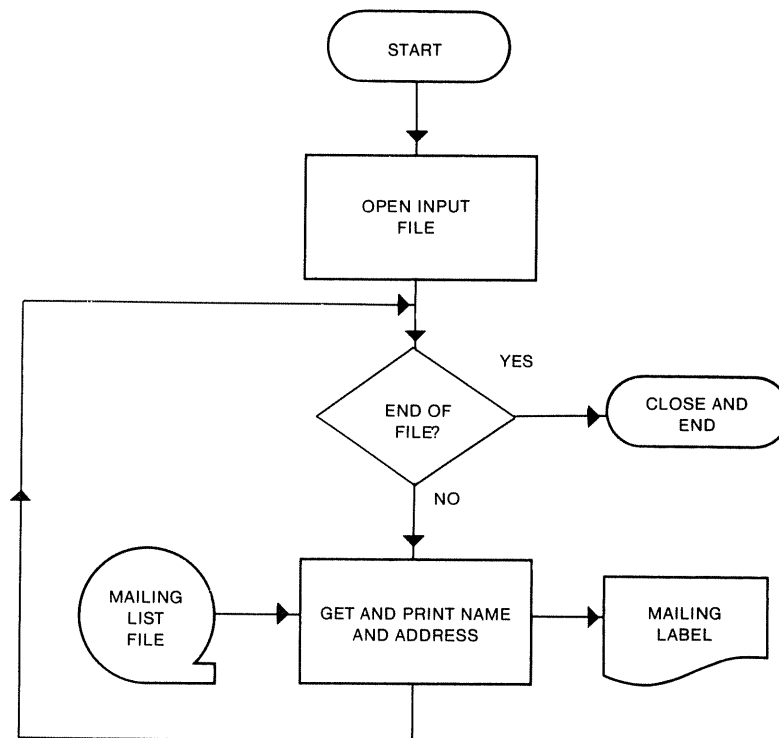 START
OPEN INPUT
FILE
YES
END OF
FILE?
CLOSE AND
END
NO
MAILING
LIST
FILE
GET AND PRINT NAME
AND ADDRESS
MAILING
LABEL